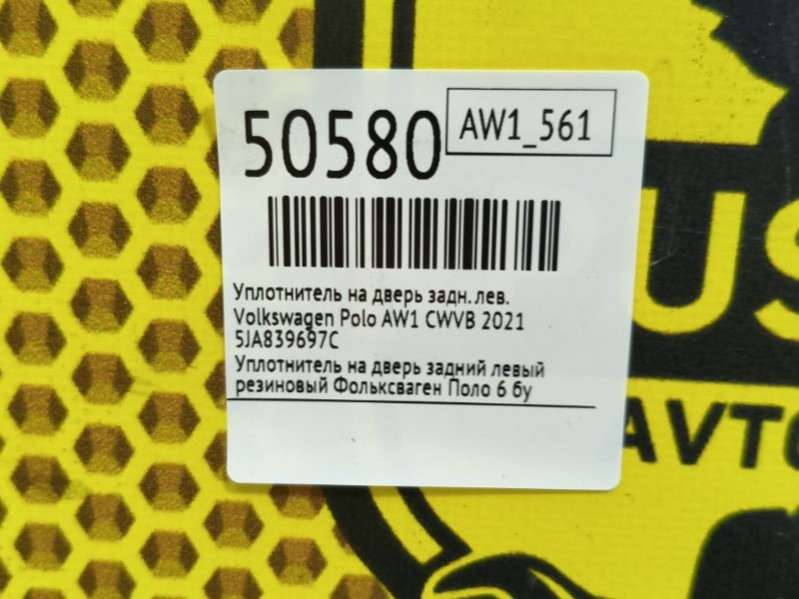 50580
AW1_561
Уплотнитель на дверь задн. лев.
Volkswagen Polo AW1 CWVB 2021
5JA839697C
Уплотнитель на дверь задний левый
резиновый Фольксваген Поло 6 бу
US
AVTO